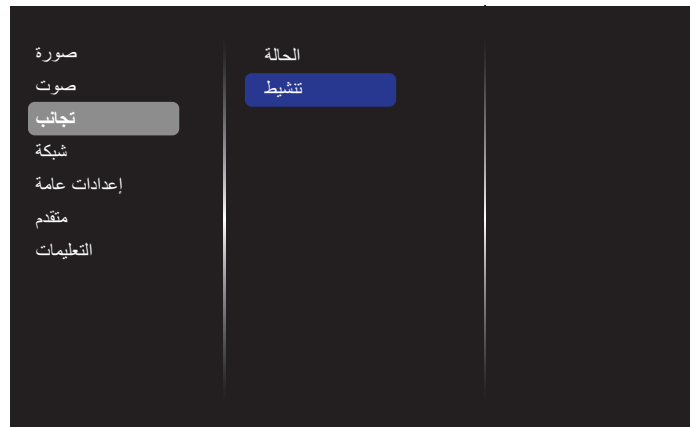 صورة
صوت
تجانب
شبكة
إعدادات عامة
متقدم
التعليمات
الحالة
تنشيط